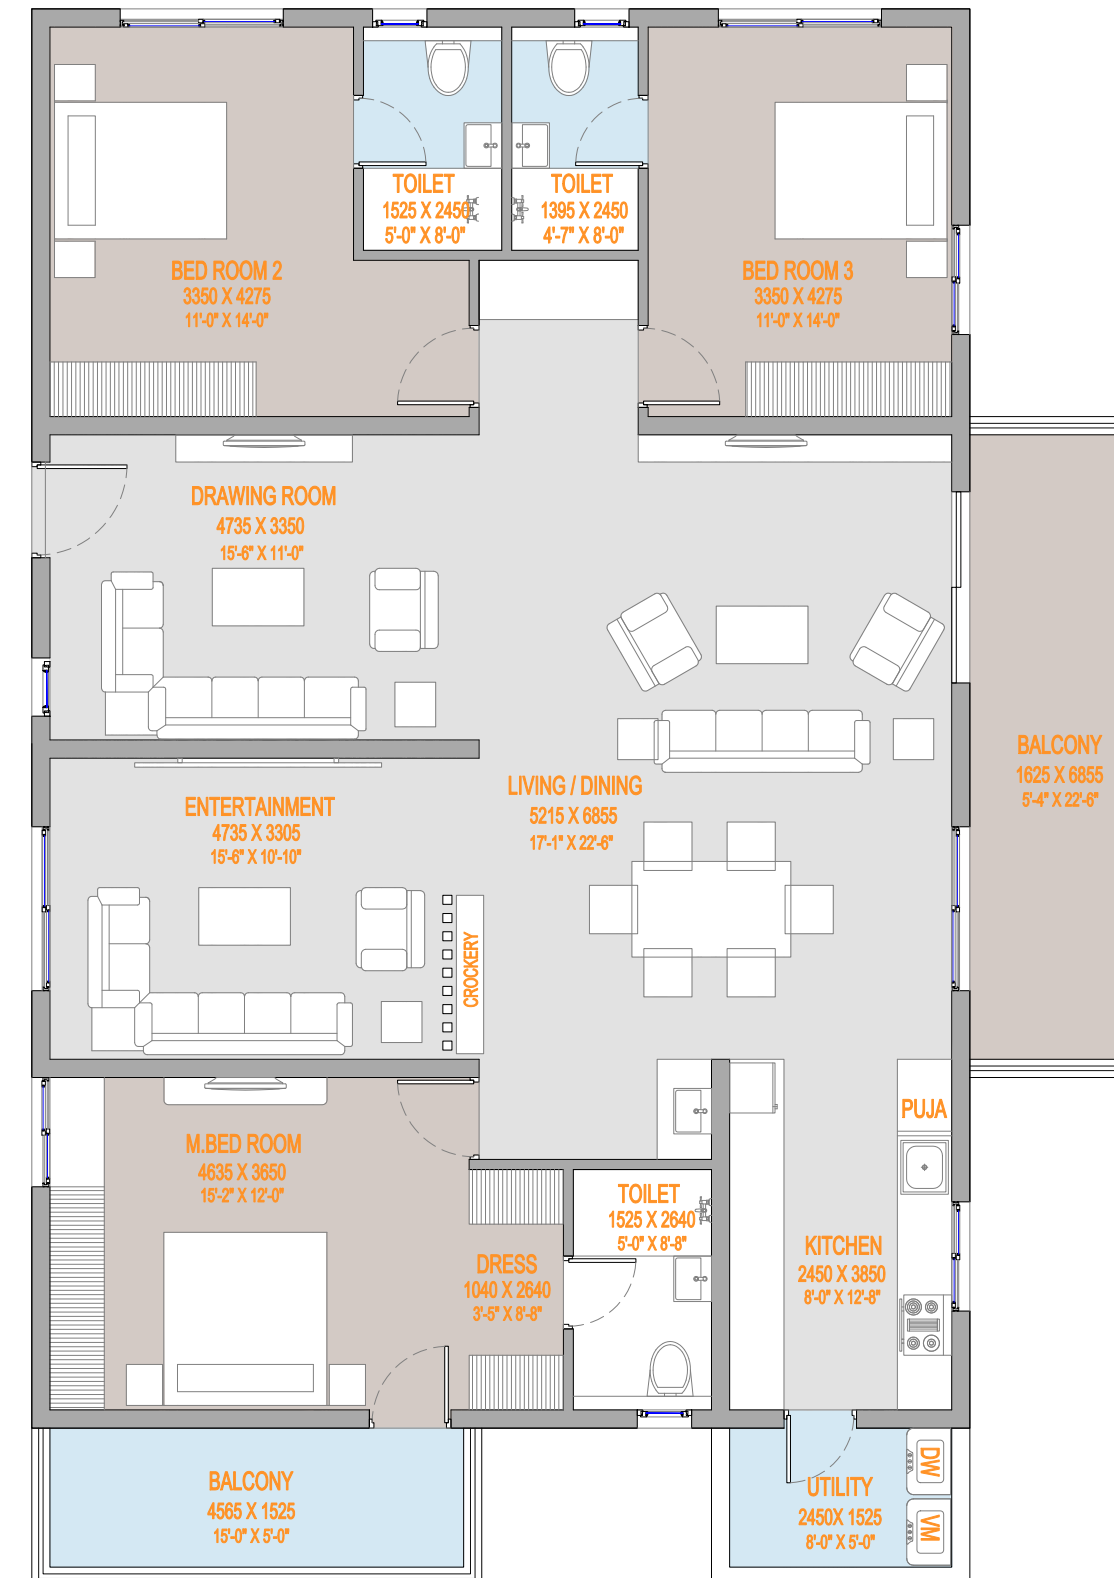 TOILET
1525 X 2450
5'-0" X 8'-0"
TOILET
1395 X 2450
4'-7" X 8'-0"
BED ROOM 2
3350 X 4275
11'-0" X 14'-0"
BED ROOM 3
3350 X 4275
11'-0" X 14'-0"
DRAWING ROOM
4735 X 3350
15'-6" X 11'-0"
BALCONY
1625 X 6855
5'-4" X 22'-6"
LIVING / DINING
5215 X 6855
17'-1" X 22'-6"
ENTERTAINMENT
4735 X 3305
15'-6" X 10'-10"
CROCKERY
PUJA
M.BED ROOM
4635 X 3650
15'-2" X 12'-0"
TOILET
1525 X 2640
5'-0" X 8'-8"
DRESS
1040 X 2640
3'-5" X 8'-8"
KITCHEN
2450 X 3850
8'-0" X 12'-8"
BALCONY
4565 X 1525
15'-0" X 5'-0"
UTILITY
2450X 1525
8'-0" X 5'-0"
DW
VM